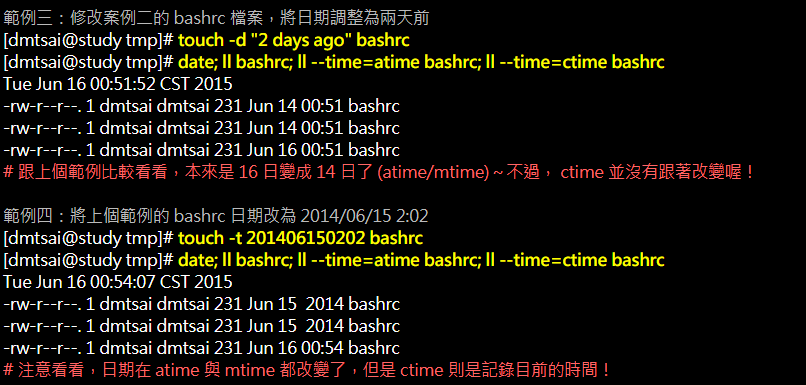 範例三：修改案例二的 bashrc 檔案，將日期調整為兩天前
[dmtsai@study tmp]# touch -d "2 days ago" bashrc
[dmtsai@study tmp]# date; ll bashrc; ll --time=atime bashrc; ll --time=ctime bashrc
Tue Jun 16 00:51:52 CST 2015
-rw-r--r--. 1 dmtsai dmtsai 231 Jun 14 00:51 bashrc
-rw-r--r--. 1 dmtsai dmtsai 231 Jun 14 00:51 bashrc
-rw-r--r--. 1 dmtsai dmtsai 231 Jun 16 00:51 bashrc
# 跟上個範例比較看看，本來是 16 日變成 14 日了 (atime/mtime) ~ 不過， ctime 並沒有跟著改變喔！
範例四：將上個範例的 bashrc 日期改為 2014/06/15 2:02
[dmtsai@study tmp]# touch -t 201406150202 bashrc
[dmtsai@study tmp]# date; ll bashrc; ll --time=atime bashrc; ll --time=ctime bashrc
Tue Jun 16 00:54:07 CST 2015
-rw-r--r--. 1 dmtsai dmtsai 231 Jun 15  2014 bashrc
-rw-r--r--. 1 dmtsai dmtsai 231 Jun 15  2014 bashrc
-rw-r--r--. 1 dmtsai dmtsai 231 Jun 16 00:54 bashrc
# 注意看看，日期在 atime 與 mtime 都改變了，但是 ctime 則是記錄目前的時間！